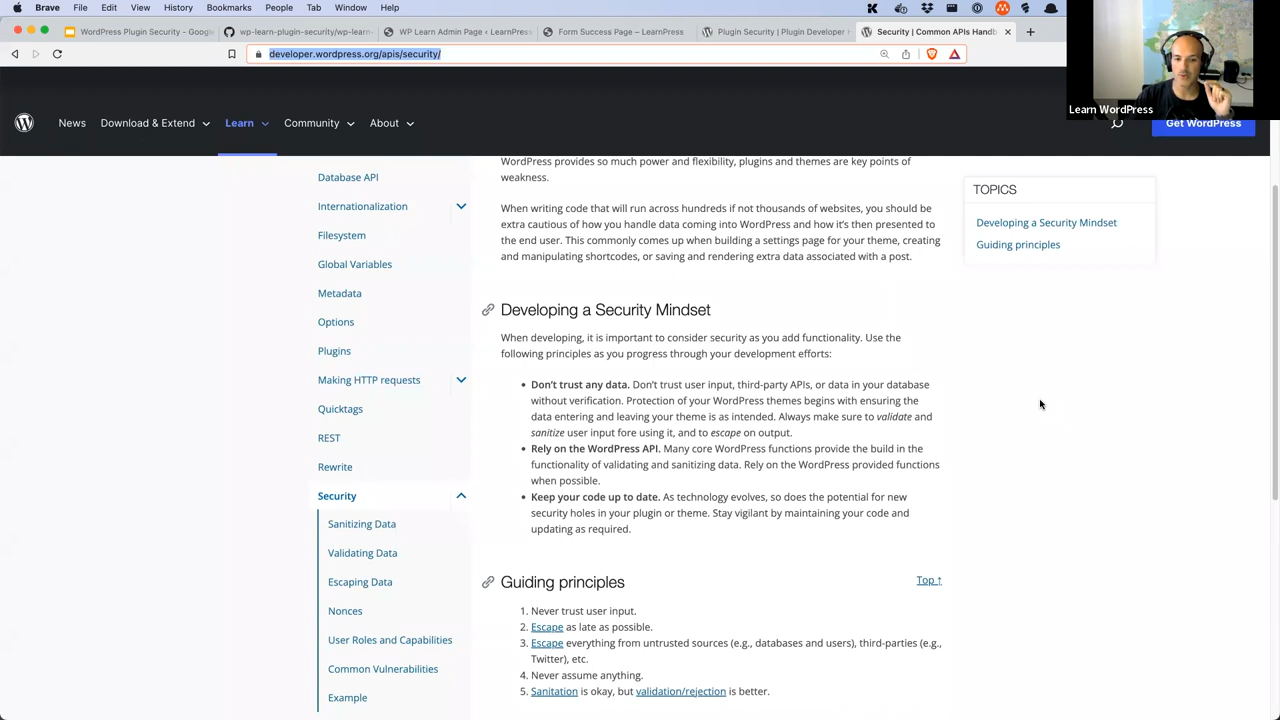 Brave File Edit View History Bookmarks People Tab Window Help
WordPress Plugin Security - Google
wp-learn-plugin-security/wp-learn-
WP Learn Admin Page – LearnPress
Form Success Page – LearnPress
Plugin Security | Plugin Developer
Security | Common APIs Handb
developer.wordpress.org/apis/security/
Learn WordPress
News Download & Extend Learn Community About Get WordPress
Database API
Internationalization
Filesystem
Global Variables
Metadata
Options
Plugins
Making HTTP requests
Quicktags
REST
Rewrite
Security
Sanitizing Data
Validating Data
Escaping Data
Nonces
User Roles and Capabilities
Common Vulnerabilities
Example
WordPress provides so much power and flexibility, plugins and themes are key points of
weakness.
When writing code that will run across hundreds if not thousands of websites, you should be
extra cautious of how you handle data coming into WordPress and how it's then presented to
the end user. This commonly comes up when building a settings page for your theme, creating
and manipulating shortcodes, or saving and rendering extra data associated with a post.
Developing a Security Mindset
When developing, it is important to consider security as you add functionality. Use the
following principles as you progress through your development efforts:
• Don't trust any data. Don't trust user input, third-party APIs, or data in your database
without verification. Protection of your WordPress themes begins with ensuring the
data entering and leaving your theme is as intended. Always make sure to validate and
sanitize user input fore using it, and to escape on output.
• Rely on the WordPress API. Many core WordPress functions provide the build in the
functionality of validating and sanitizing data. Rely on the WordPress provided functions
when possible.
• Keep your code up to date. As technology evolves, so does the potential for new
security holes in your plugin or theme. Stay vigilant by maintaining your code and
updating as required.
Guiding principles
Top ↑
1. Never trust user input.
2. Escape as late as possible.
3. Escape everything from untrusted sources (e.g., databases and users), third-parties (e.g.,
Twitter), etc.
4. Never assume anything.
5. Sanitation is okay, but validation/rejection is better.
TOPICS
Developing a Security Mindset
Guiding principles